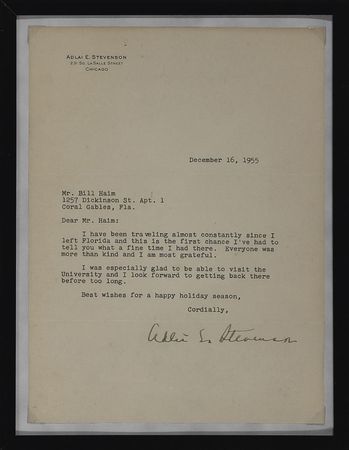 ADLAI E. STEVENSON
231 SO. LASALLE STREET
CHICAGO
December 16, 1955
Mr. Bill Haim
1257 Dickinson St. Apt. 1
Coral Gables, Fla.
Dear Mr. Haim:
I have been traveling almost constantly since I
left Florida and this is the first chance I've had to
tell you what a fine time I had there. Everyone was
more than kind and I am most grateful.
I was especially glad to be able to visit the
University and I look forward to getting back there
before too long.
Best wishes for a happy holiday season,
Cordially,
Adlai E. Stevenson